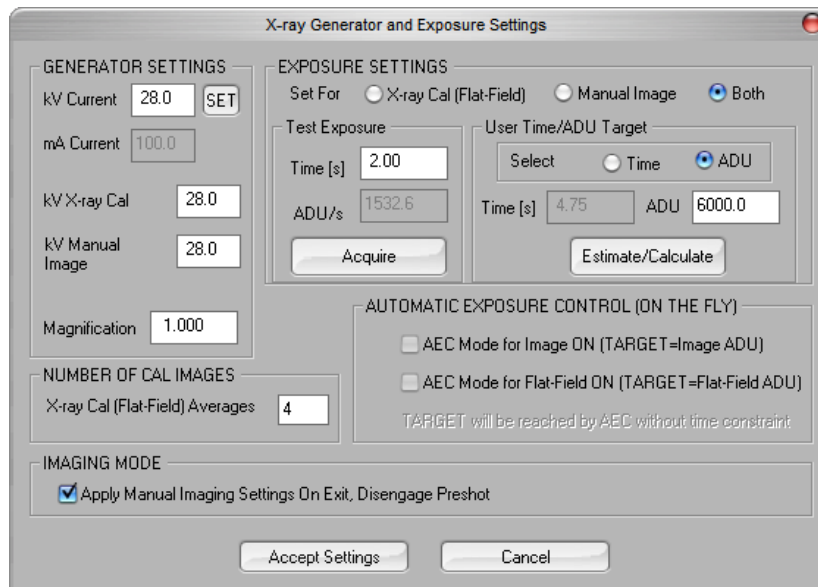 X-ray Generator and Exposure Settings
GENERATOR SETTINGS
kV Current 28.0 SET
mA Current 100.0
kV X-ray Cal 28.0
kV Manual Image 28.0
Magnification 1.000
EXPOSURE SETTINGS
Set For X-ray Cal (Flat-Field) Manual Image Both
Test Exposure
Time [s] 2.00
ADU/s 1532.6
Acquire
User Time/ADU Target
Select Time ADU
Time [s] 4.75 ADU 6000.0
Estimate/Calculate
AUTOMATIC EXPOSURE CONTROL (ON THE FLY)
AEC Mode for Image ON (TARGET=Image ADU)
AEC Mode for Flat-Field ON (TARGET=Flat-Field ADU)
TARGET will be reached by AEC without time constraint
NUMBER OF CAL IMAGES
X-ray Cal (Flat-Field) Averages 4
IMAGING MODE
Apply Manual Imaging Settings On Exit, Disengage Preshot
Accept Settings Cancel